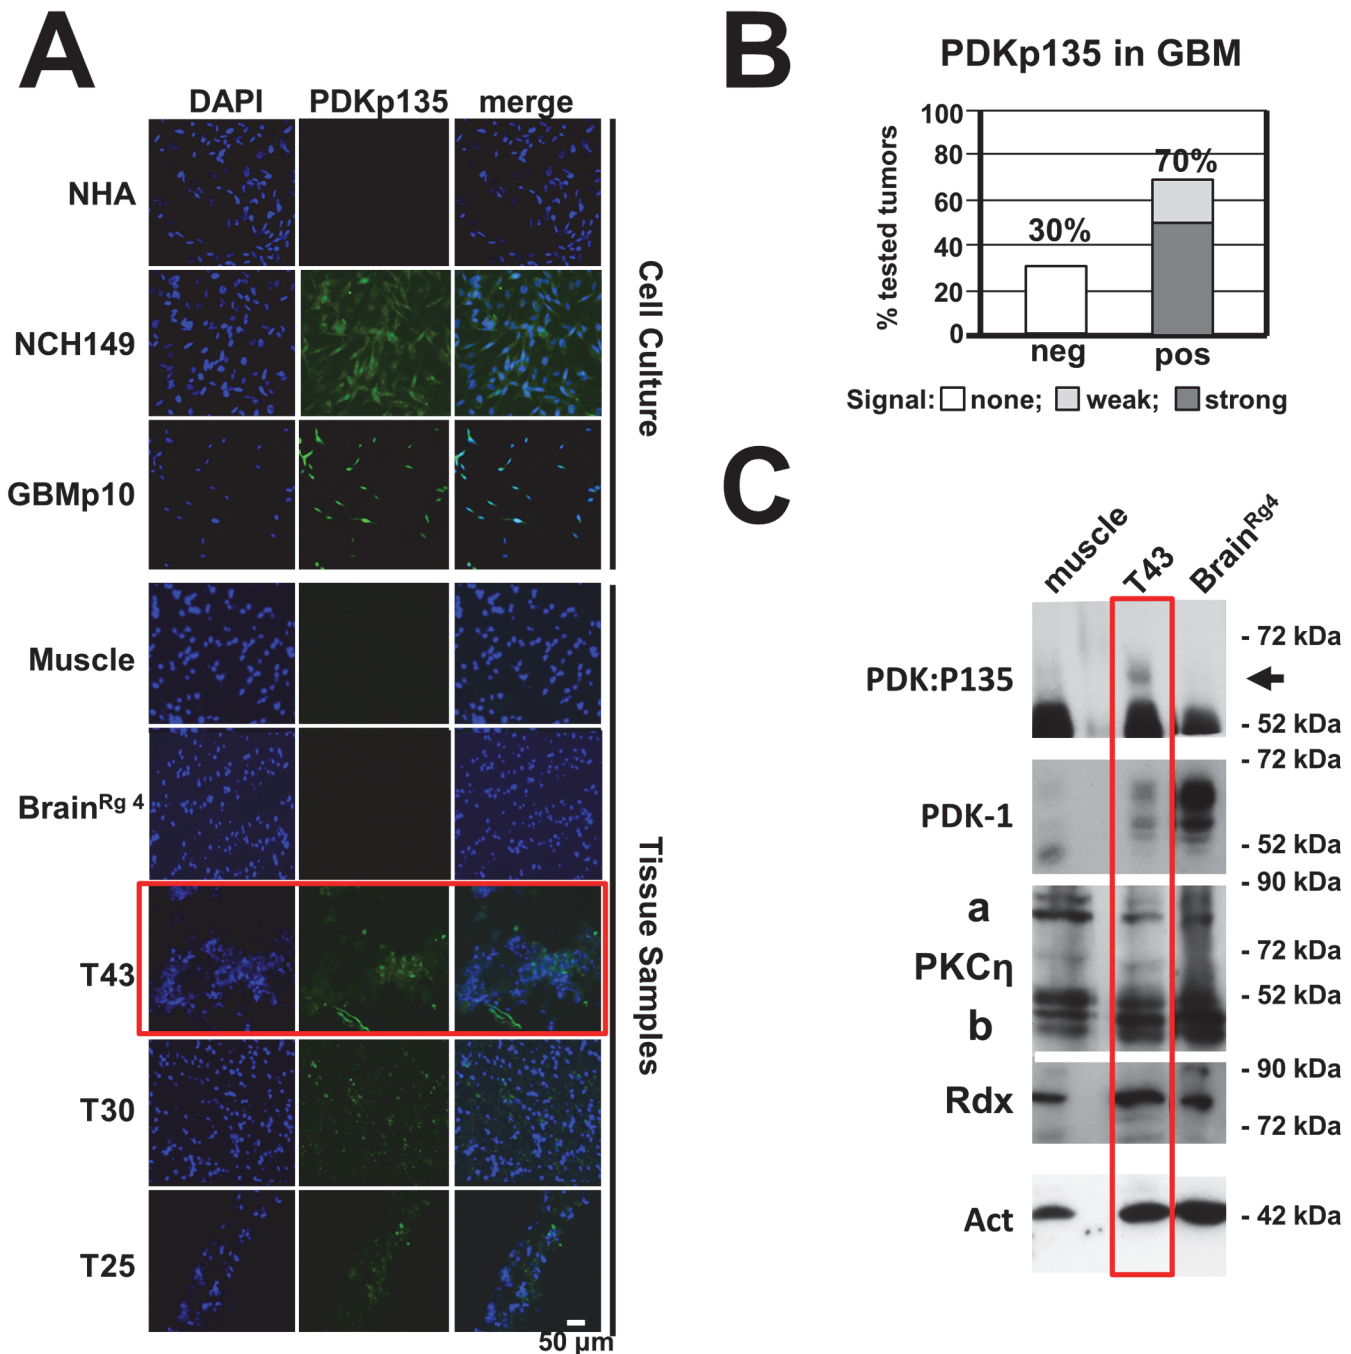 A
DAPI PDKp135 merge
NHA
NCH149
GBMp10
Cell Culture
Muscle
Brain^Rg 4
T43
T30
T25
Tissue Samples
50 µm
B
PDKp135 in GBM
% tested tumors
100
80
60
40
20
0
30%
70%
neg pos
Signal: none; weak; strong
C
muscle T43 Brain^Rg4
PDK:P135
- 72 kDa
- 52 kDa
PDK-1
- 72 kDa
- 52 kDa
a
PKCη
b
- 90 kDa
- 72 kDa
- 52 kDa
Rdx
- 90 kDa
- 72 kDa
Act
- 42 kDa